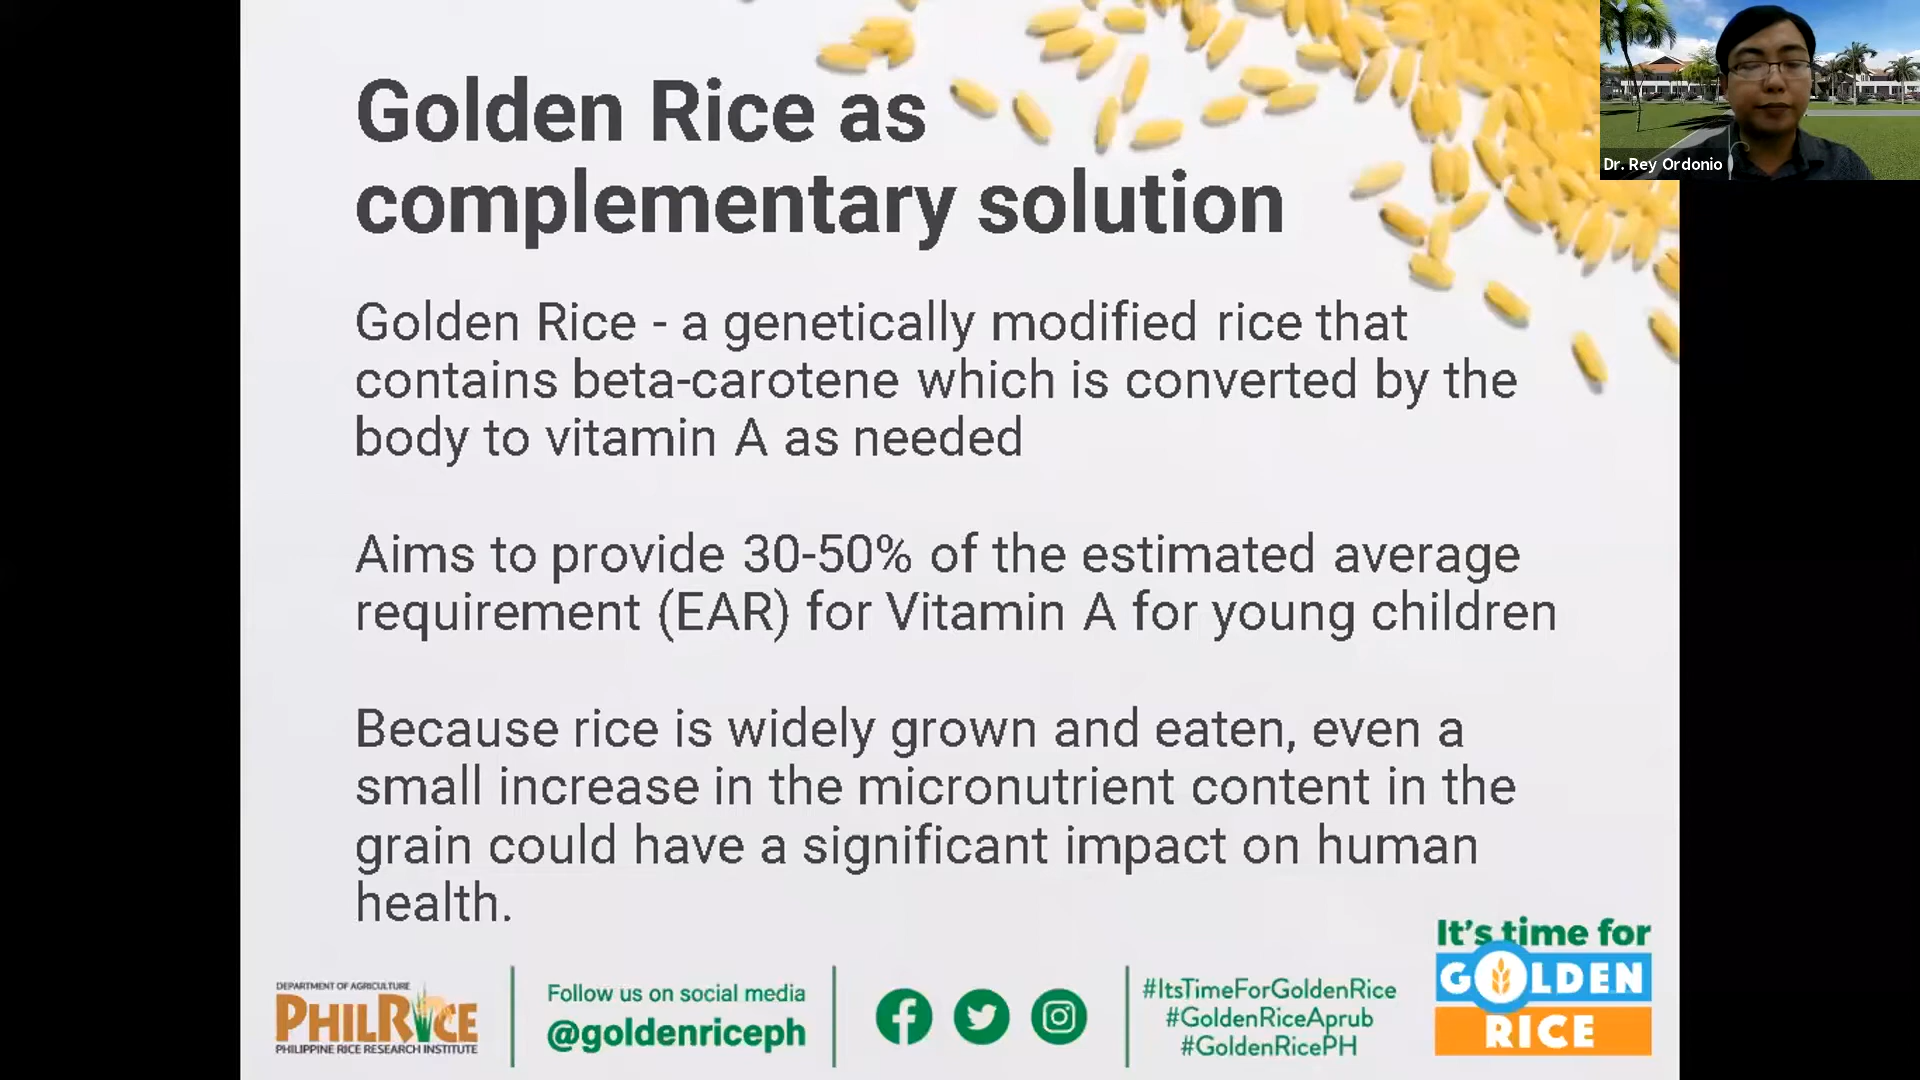 Golden Rice as
complementary solution
Dr. Rey Ordonio
Golden Rice - a genetically modified rice that
contains beta-carotene which is converted by the
body to vitamin A as needed
Aims to provide 30-50% of the estimated average
requirement (EAR) for Vitamin A for young children
Because rice is widely grown and eaten, even a
small increase in the micronutrient content in the
grain could have a significant impact on human
health.
DEPARTMENT OF AGRICULTURE
PHILRICE
PHILIPPINE RICE RESEARCH INSTITUTE
Follow us on social media
@goldenriceph
#ItsTimeForGoldenRice
#GoldenRiceAprub
#GoldenRicePH
It's time for
GOLDEN
RICE